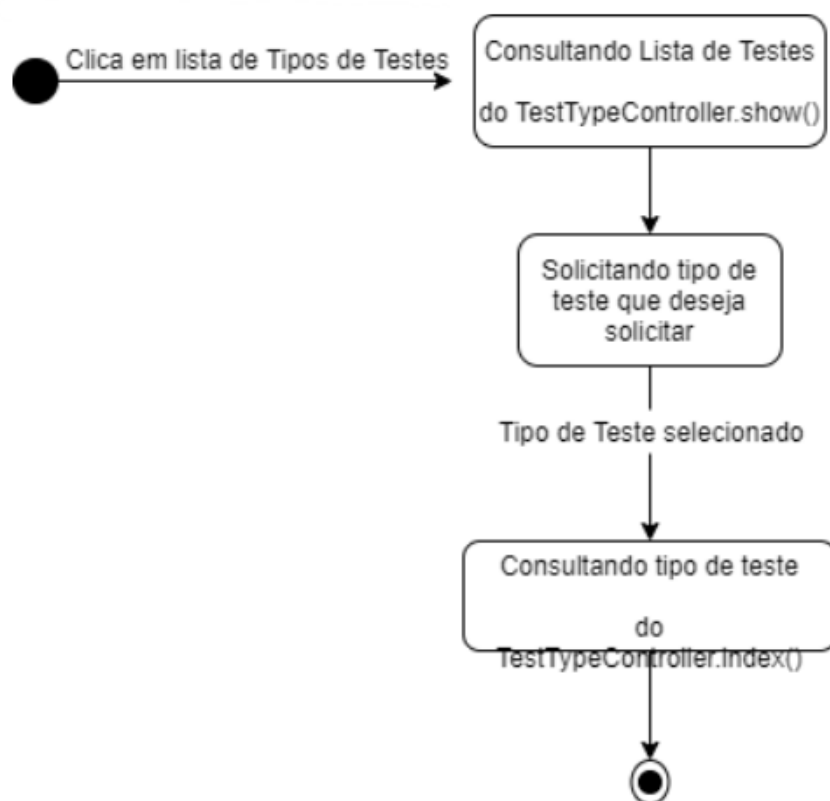 Clica em lista de Tipos de Testes
Consultando Lista de Testes
do TestTypeController.show()
Solicitando tipo de
teste que deseja
solicitar
Tipo de Teste selecionado
Consultando tipo de teste
do
TestTypeController.index()